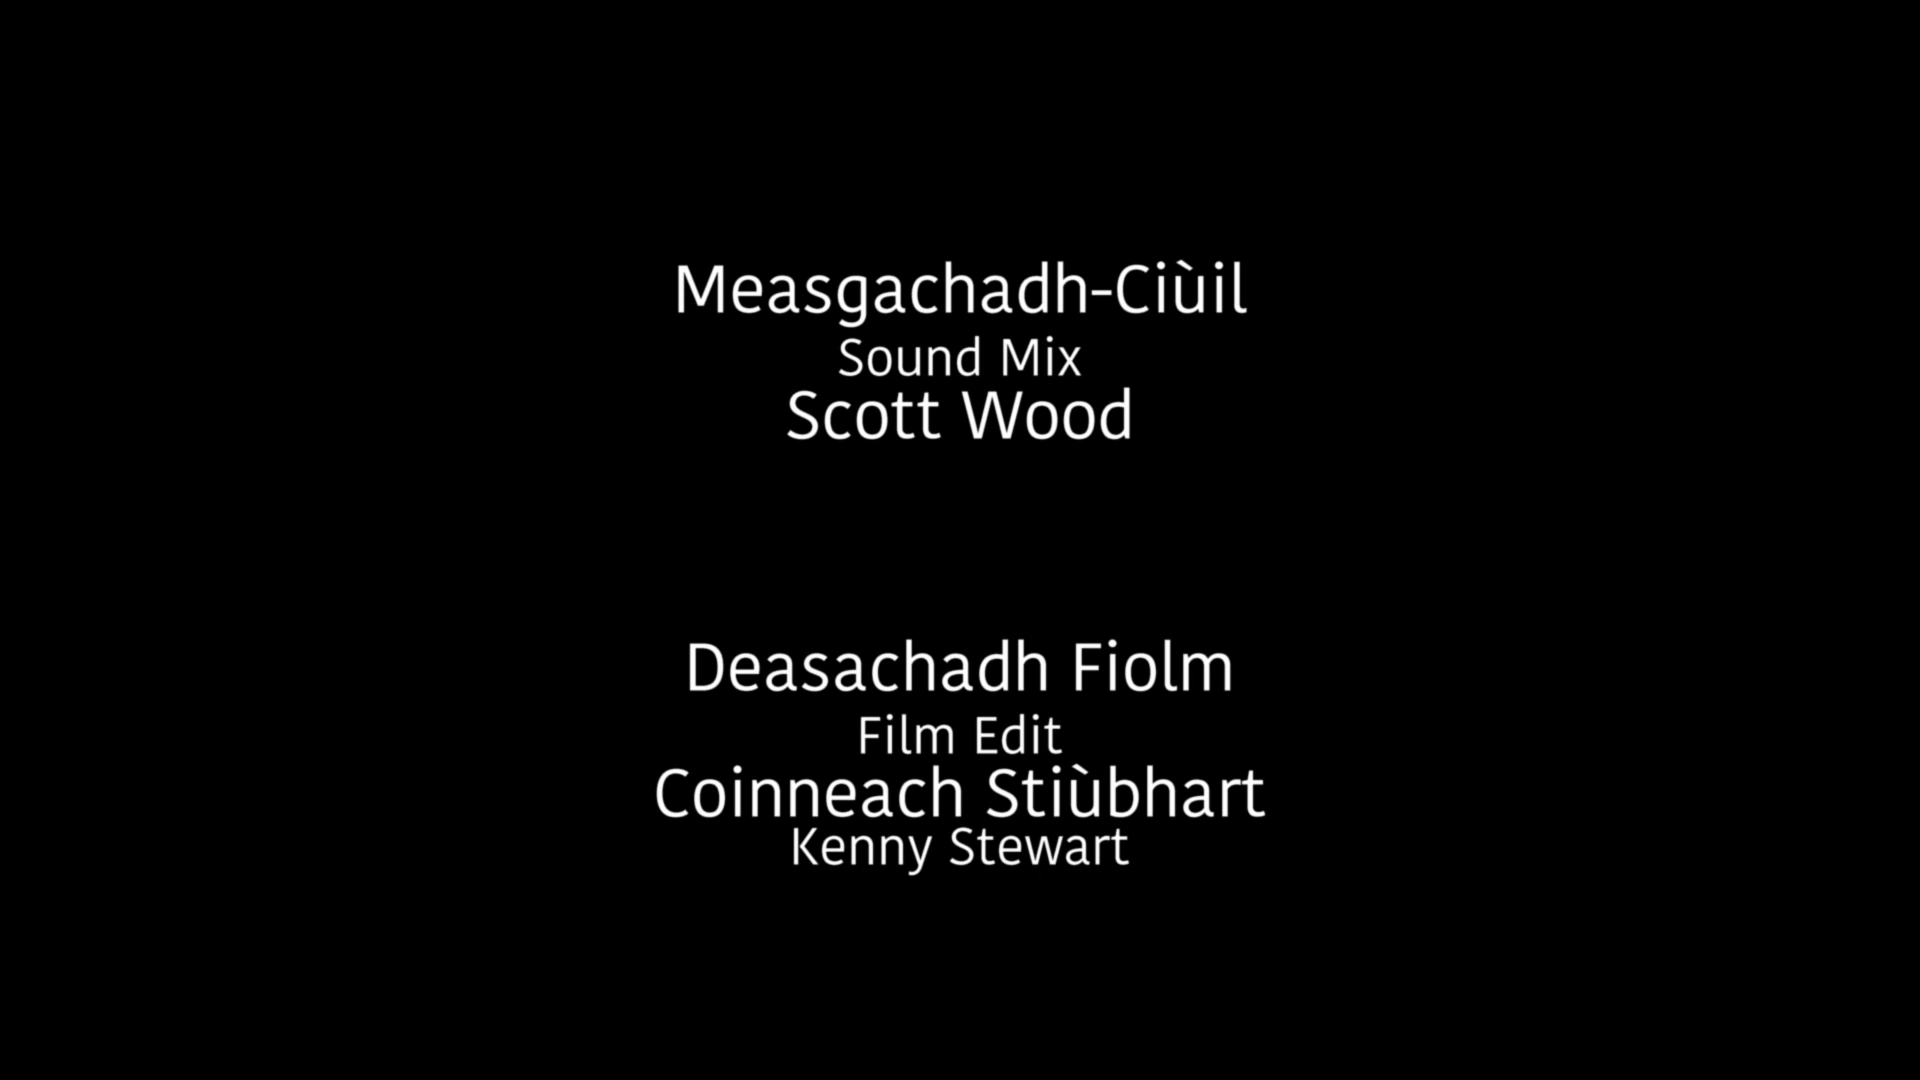 Measgachadh-Ciùil
Sound Mix
Scott Wood
Deasachadh Fiolm
Film Edit
Coinneach Stiùbhart
Kenny Stewart